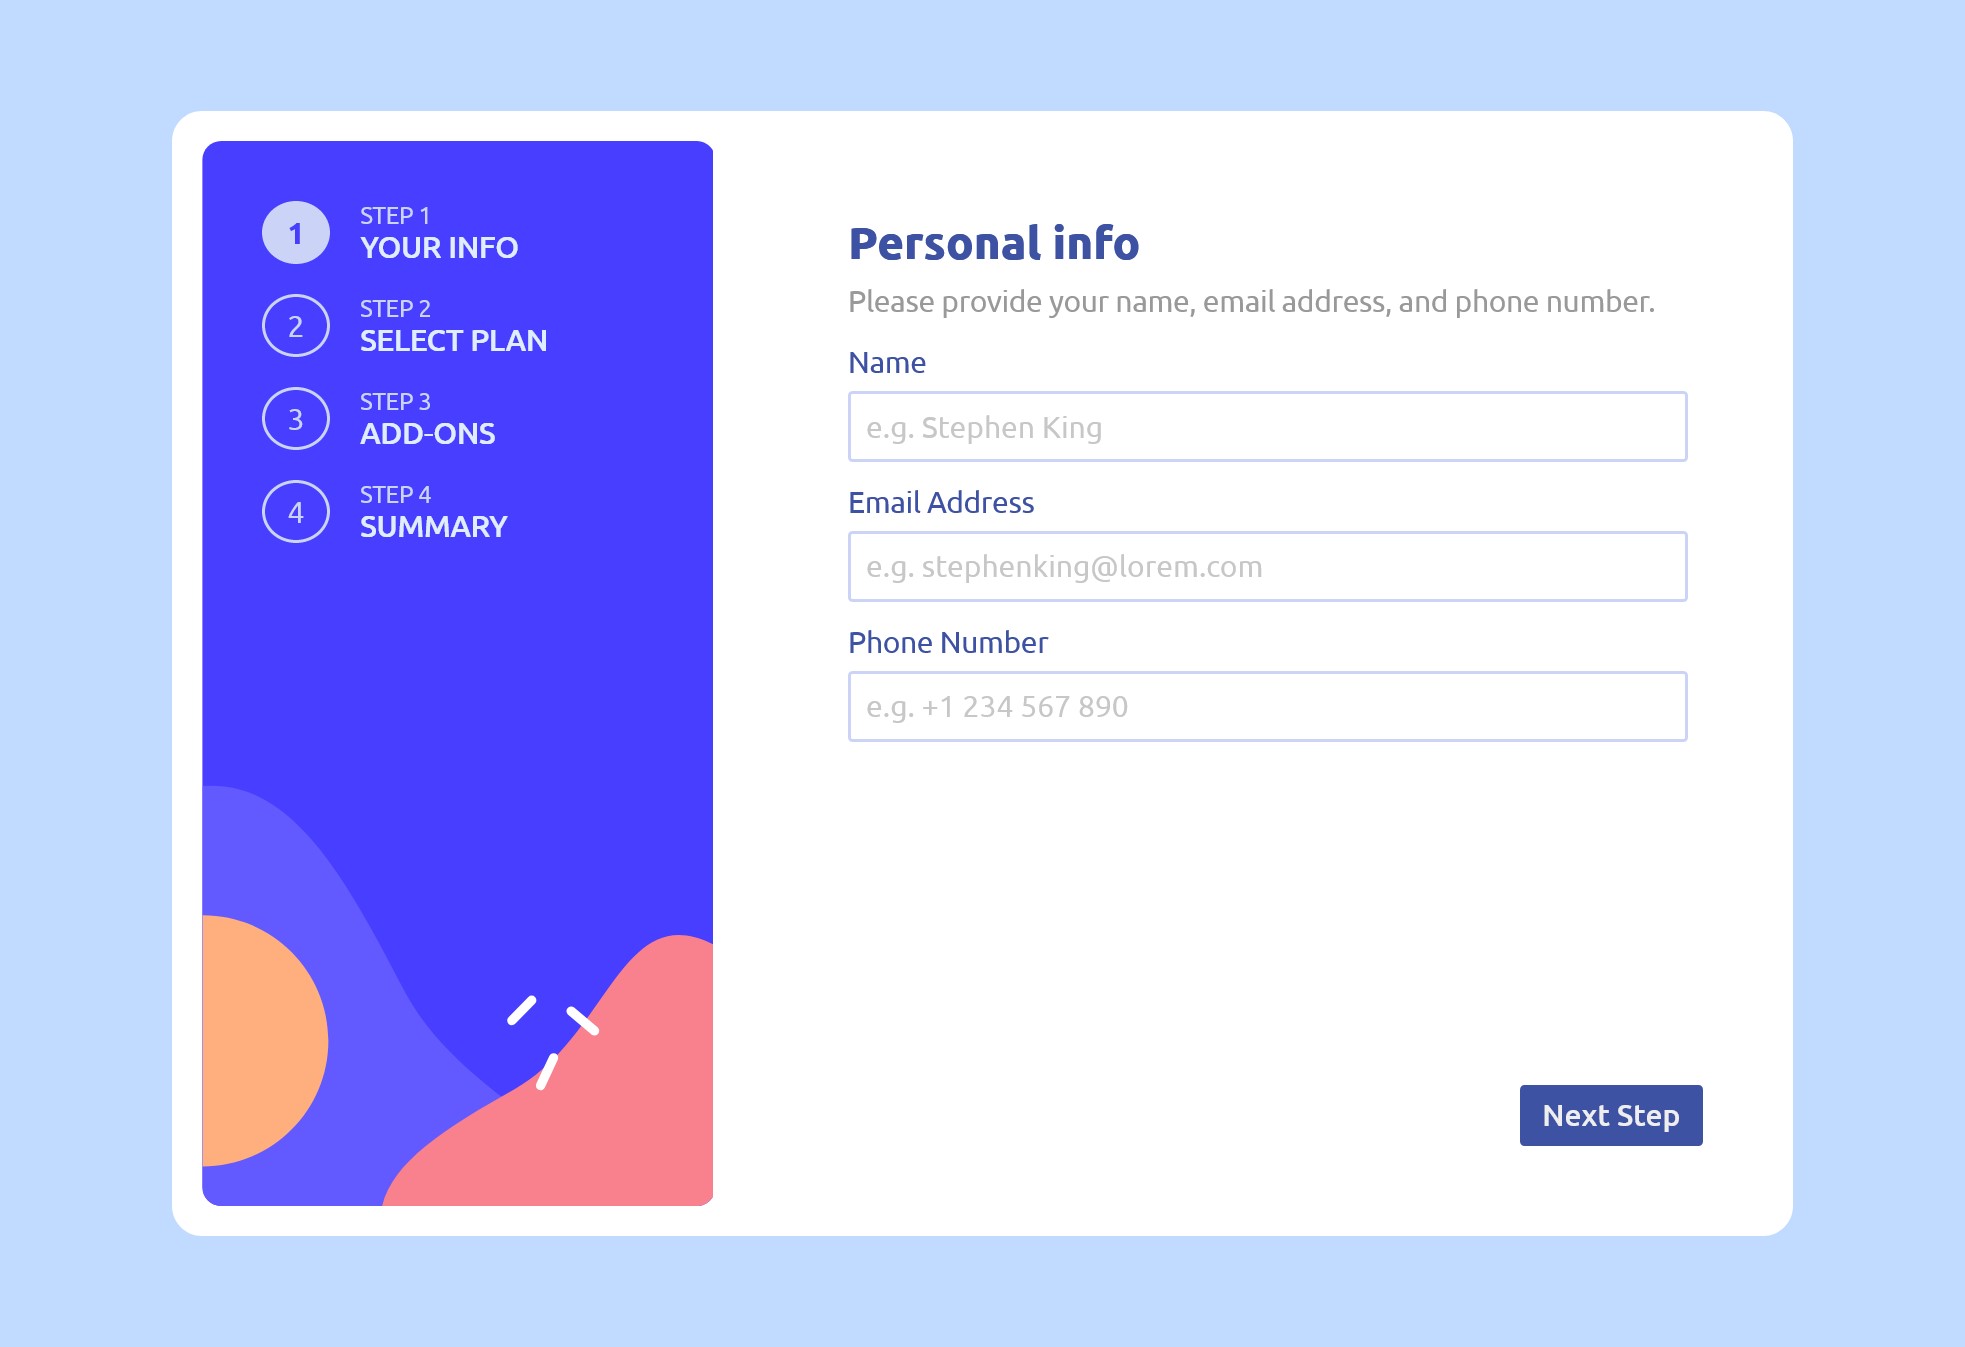 1
STEP 1
YOUR INFO
2
STEP 2
SELECT PLAN
3
STEP 3
ADD-ONS
4
STEP 4
SUMMARY
Personal info
Please provide your name, email address, and phone number.
Name
e.g. Stephen King
Email Address
e.g. stephenking@lorem.com
Phone Number
e.g. +1 234 567 890
Next Step